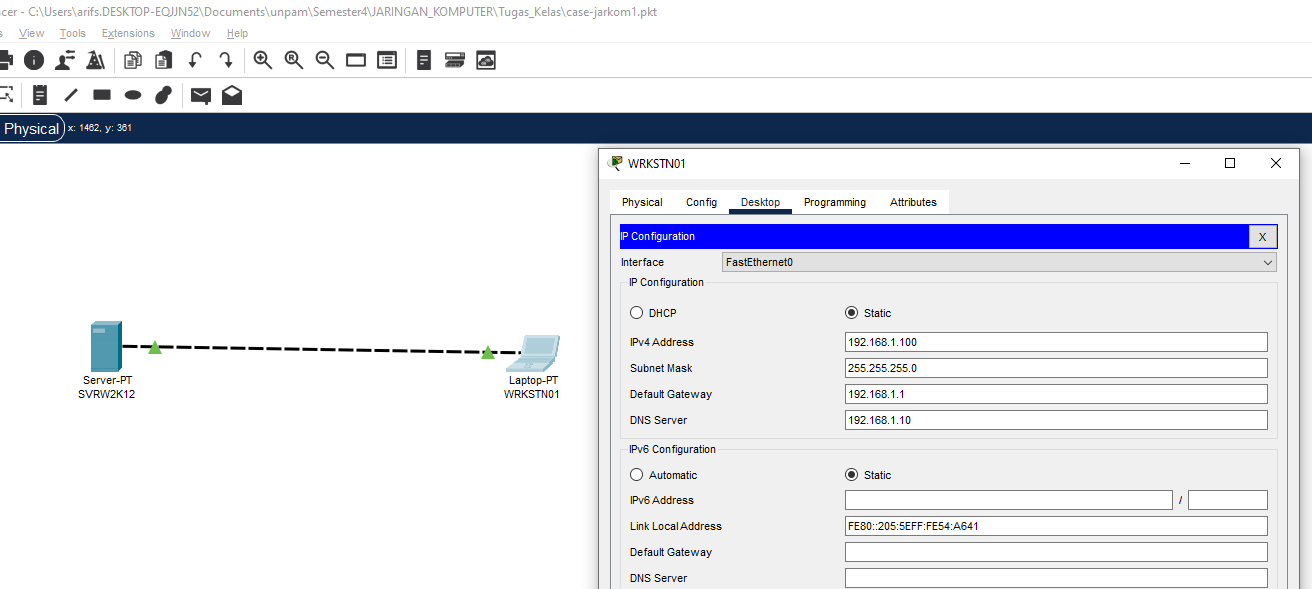 cer - C:\Users\arifs.DESKTOP-EQJJN52\Documents\unpam\Semester4\JARINGAN_KOMPUTER\Tugas_Kelas\case-jarkom1.pkt
s View Tools Extensions Window Help
Physical x: 1462, y: 361
WRKSTN01
Physical Config Desktop Programming Attributes
IP Configuration X
Interface FastEthernet0
IP Configuration
DHCP Static
IPv4 Address 192.168.1.100
Subnet Mask 255.255.255.0
Default Gateway 192.168.1.1
DNS Server 192.168.1.10
IPv6 Configuration
Automatic Static
IPv6 Address /
Link Local Address FE80::205:5EFF:FE54:A641
Default Gateway
DNS Server
Server-PT
SVRW2K12
Laptop-PT
WRKSTN01